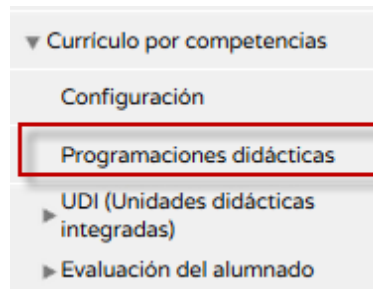 Currículo por competencias
Configuración
Programaciones didácticas
UDI (Unidades didácticas
integradas)
Evaluación del alumnado